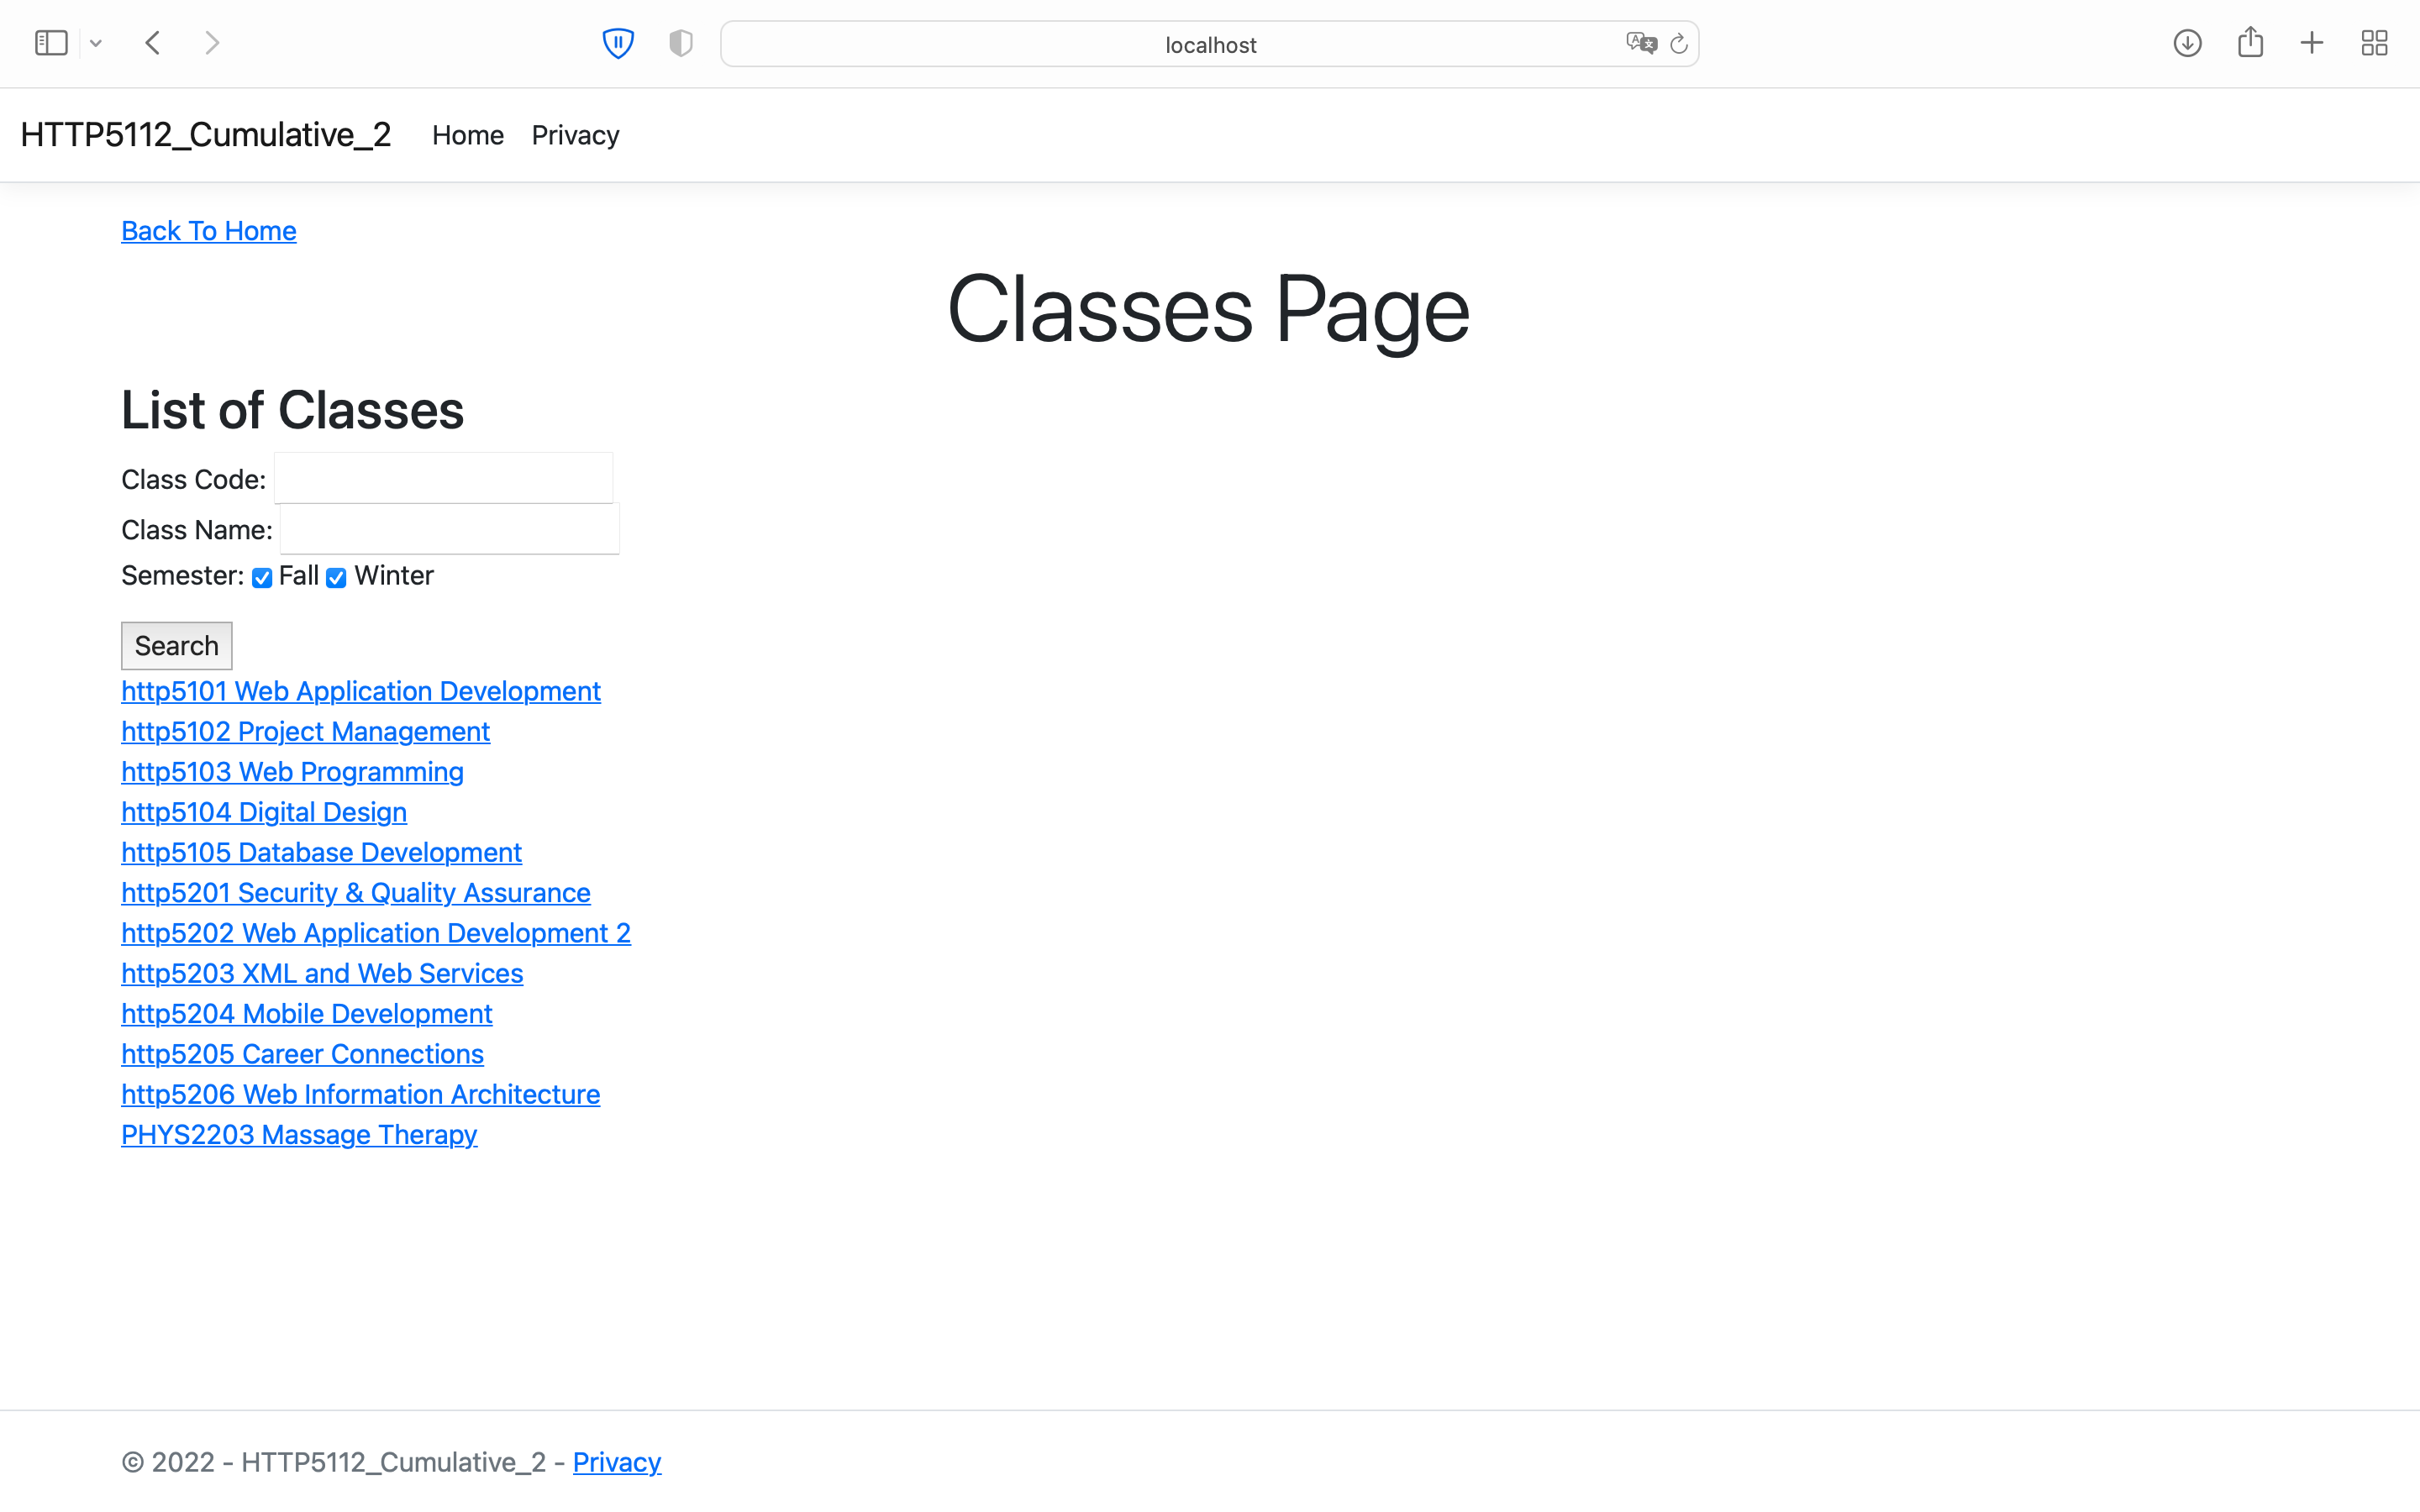 localhost
HTTP5112_Cumulative_2 Home Privacy
Back To Home
Classes Page
List of Classes
Class Code:
Class Name:
Semester: Fall Winter
Search
http5101 Web Application Development
http5102 Project Management
http5103 Web Programming
http5104 Digital Design
http5105 Database Development
http5201 Security & Quality Assurance
http5202 Web Application Development 2
http5203 XML and Web Services
http5204 Mobile Development
http5205 Career Connections
http5206 Web Information Architecture
PHYS2203 Massage Therapy
© 2022 - HTTP5112_Cumulative_2 - Privacy